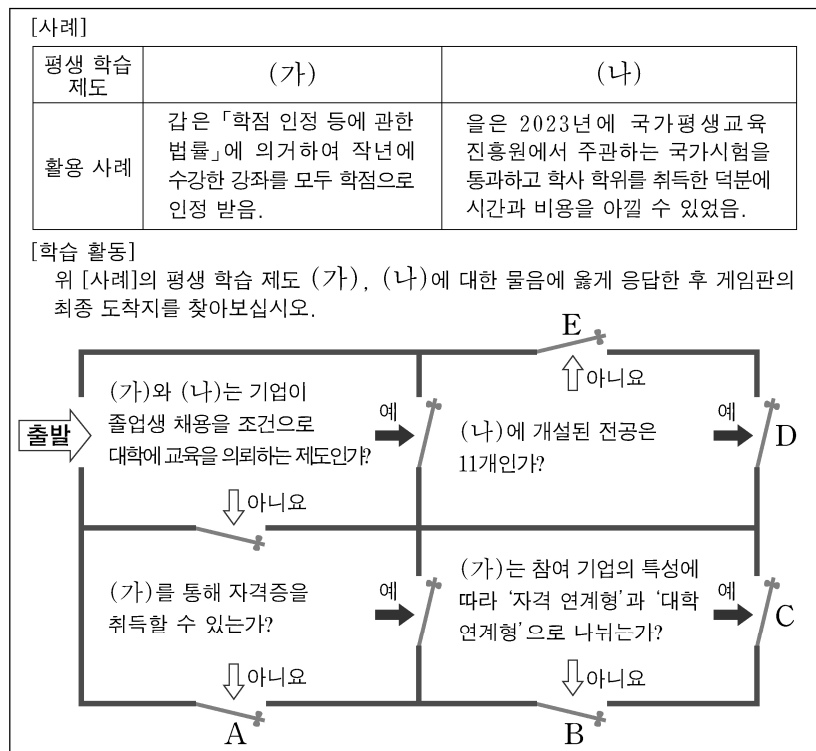 [사례]
평생 학습
제도
(가)
(나)
활용 사례
갑은 「학점 인정 등에 관한
법률」에 의거하여 작년에
수강한 강좌를 모두 학점으로
인정 받음.
을은 2023년에 국가평생교육
진흥원에서 주관하는 국가시험을
통과하고 학사 학위를 취득한 덕분에
시간과 비용을 아낄 수 있었음.
[학습 활동]
위 [사례]의 평생 학습 제도 (가), (나)에 대한 물음에 옳게 응답한 후 게임판의
최종 도착지를 찾아보십시오.
E
아니요
출발
(가)와 (나)는 기업이
졸업생 채용을 조건으로
대학에 교육을 의뢰하는 제도인가?
예
아니요
(나)에 개설된 전공은
11개인가?
예
D
(가)를 통해 자격증을
취득할 수 있는가?
예
아니요
A
(가)는 참여 기업의 특성에
따라 '자격 연계형'과 '대학
연계형'으로 나뉘는가?
예
C
아니요
B